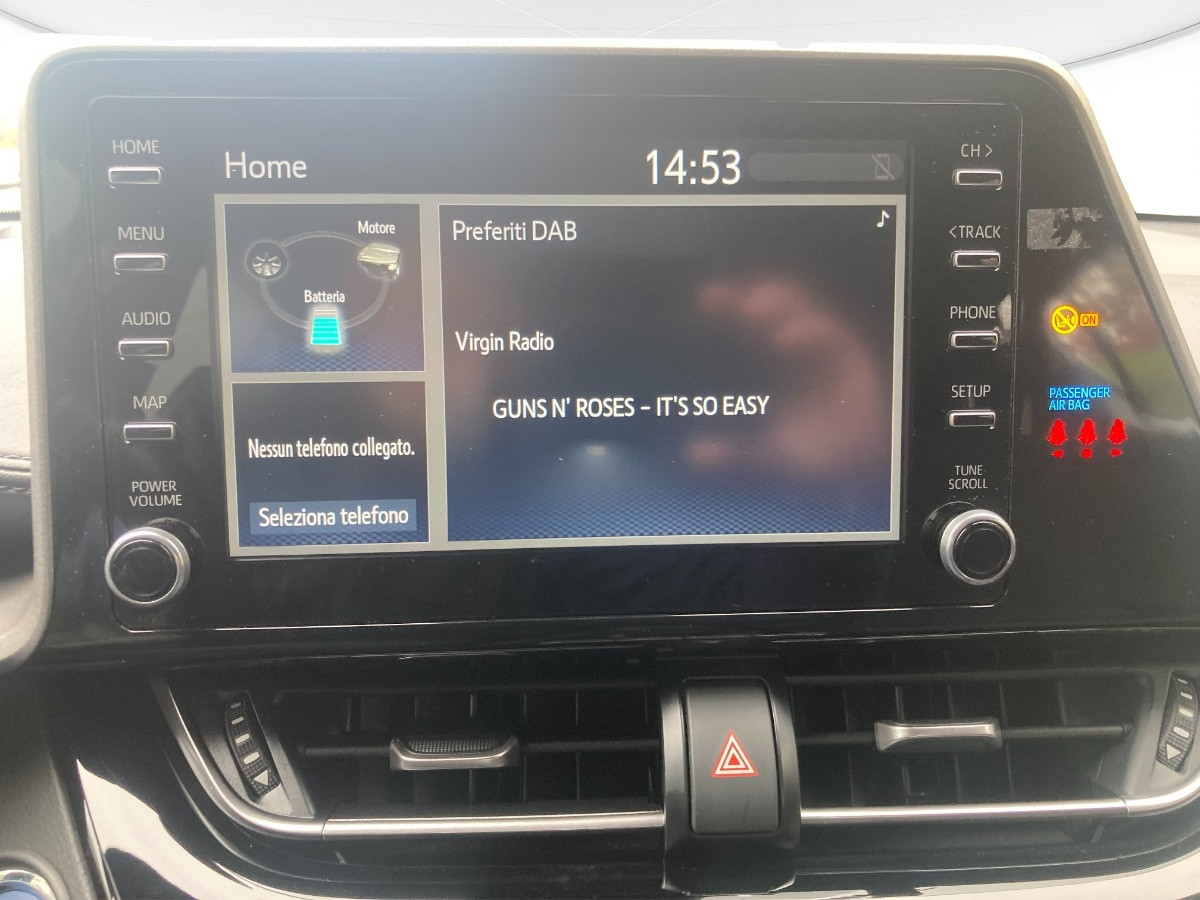 HOME
MENU
AUDIO
MAP
POWER
VOLUME
Home
14:53
Motore
Batteria
Nessun telefono collegato.
Seleziona telefono
Preferiti DAB
Virgin Radio
GUNS N' ROSES – IT'S SO EASY
CH >
< TRACK
PHONE
SETUP
TUNE
SCROLL
ON
PASSENGER
AIR BAG